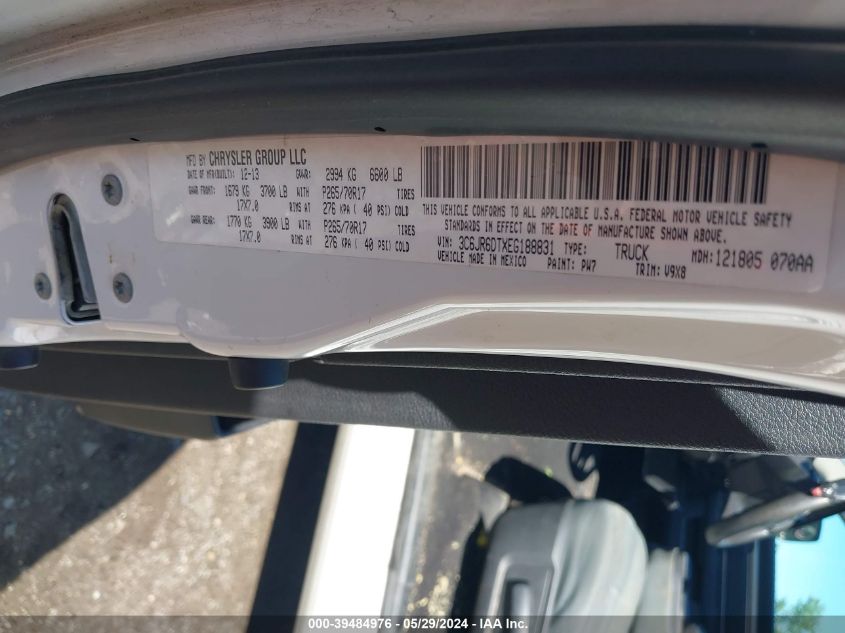 MFD BY CHRYSLER GROUP LLC
DATE OF MFR(BUILT): 12-13 GVWR: 2994 KG 6600 LB
GAWR FRONT: 1679 KG 3700 LB WITH P265/70R17 TIRES
17X7.0 RIMS AT 276 KPA ( 40 PSI) COLD
GAWR REAR: 1770 KG 3900 LB WITH P265/70R17 TIRES
17X7.0 RIMS AT 276 KPA ( 40 PSI) COLD
THIS VEHICLE CONFORMS TO ALL APPLICABLE U.S.A. FEDERAL MOTOR VEHICLE SAFETY
STANDARDS IN EFFECT ON THE DATE OF MANUFACTURE SHOWN ABOVE.
VIN: 3C6JR6DTXEG188831 TYPE: TRUCK MDH: 121805 070AA
VEHICLE MADE IN MEXICO PAINT: PW7 TRIM: V9X8
000-39484976 - 05/29/2024 - IAA Inc.